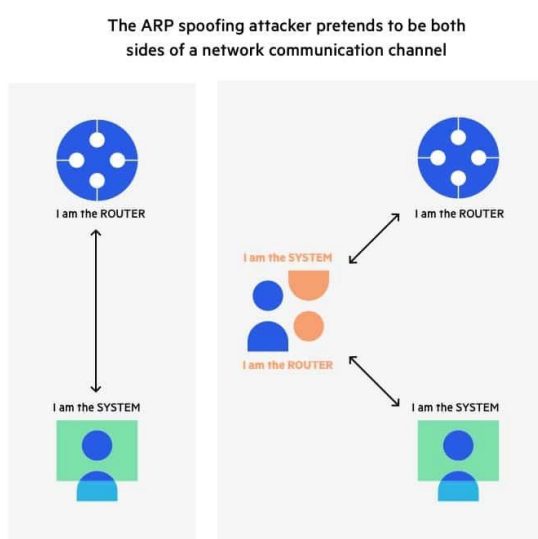 The ARP spoofing attacker pretends to be both
sides of a network communication channel
I am the ROUTER
I am the SYSTEM
I am the ROUTER
I am the SYSTEM
I am the ROUTER
I am the SYSTEM